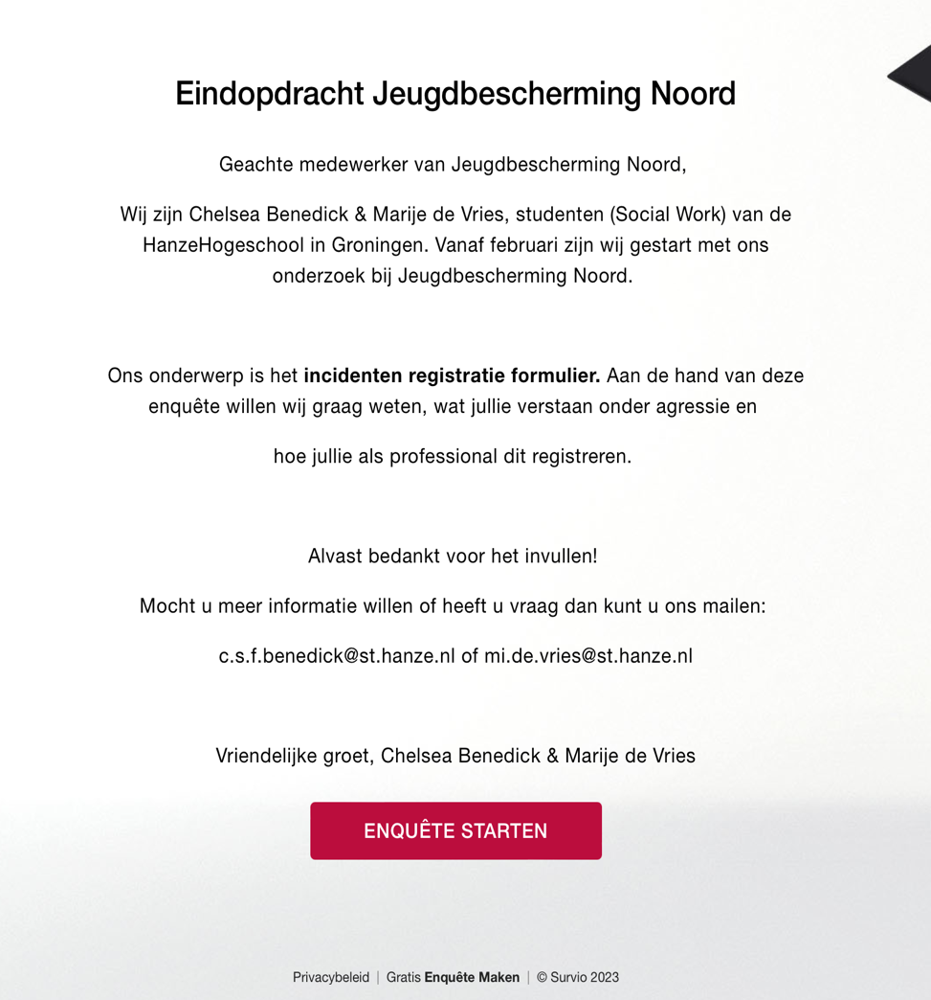 Eindopdracht Jeugdbescherming Noord
Geachte medewerker van Jeugdbescherming Noord,
Wij zijn Chelsea Benedick & Marije de Vries, studenten (Social Work) van de
HanzeHogeschool in Groningen. Vanaf februari zijn wij gestart met ons
onderzoek bij Jeugdbescherming Noord.
Ons onderwerp is het incidenten registratie formulier. Aan de hand van deze
enquête willen wij graag weten, wat jullie verstaan onder agressie en
hoe jullie als professional dit registreren.
Alvast bedankt voor het invullen!
Mocht u meer informatie willen of heeft u vraag dan kunt u ons mailen:
c.s.f.benedick@st.hanze.nl of mi.de.vries@st.hanze.nl
Vriendelijke groet, Chelsea Benedick & Marije de Vries
ENQUÊTE STARTEN
Privacybeleid | Gratis Enquête Maken | © Survio 2023